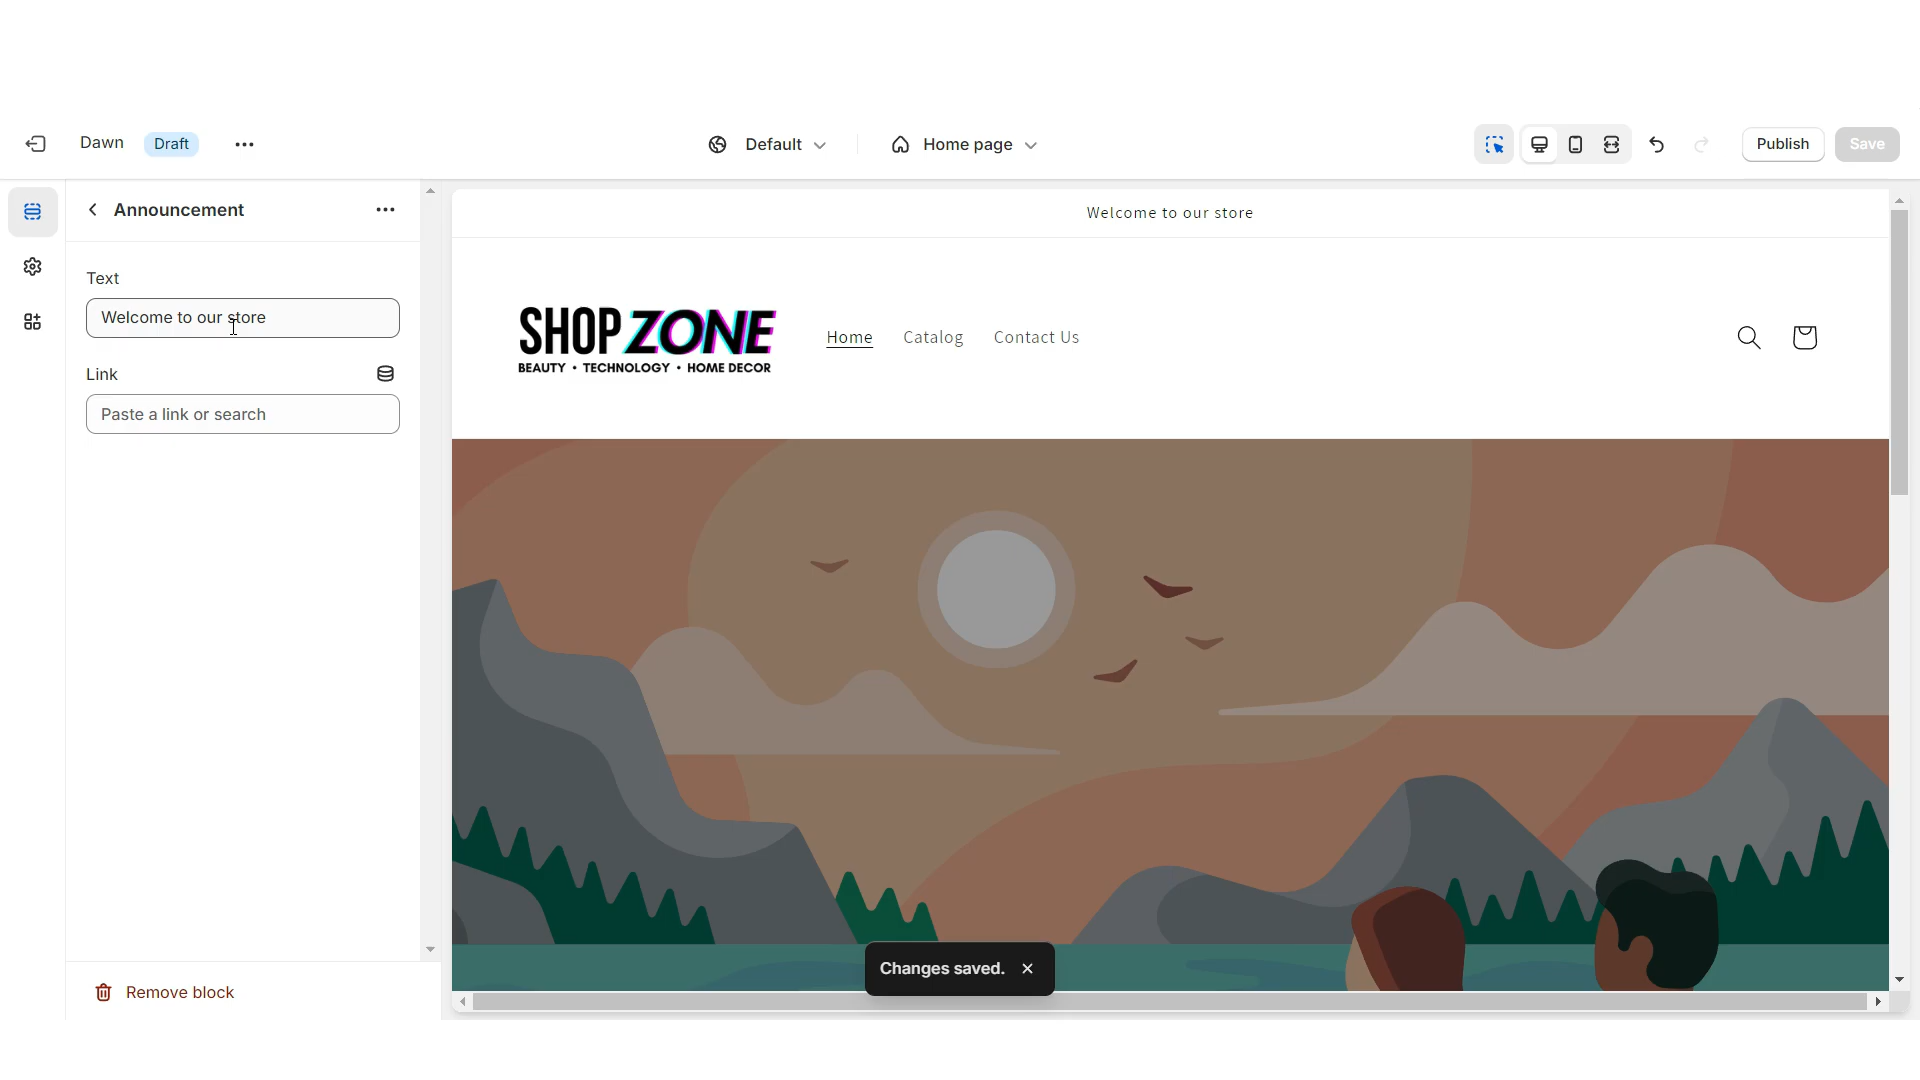 Dawn Draft
Default
Home page
Publish
Save
Announcement
Text
Welcome to our store
Link
Paste a link or search
Remove block
Welcome to our store
SHOP ZONE
BEAUTY • TECHNOLOGY • HOME DECOR
Home Catalog Contact Us
Changes saved.